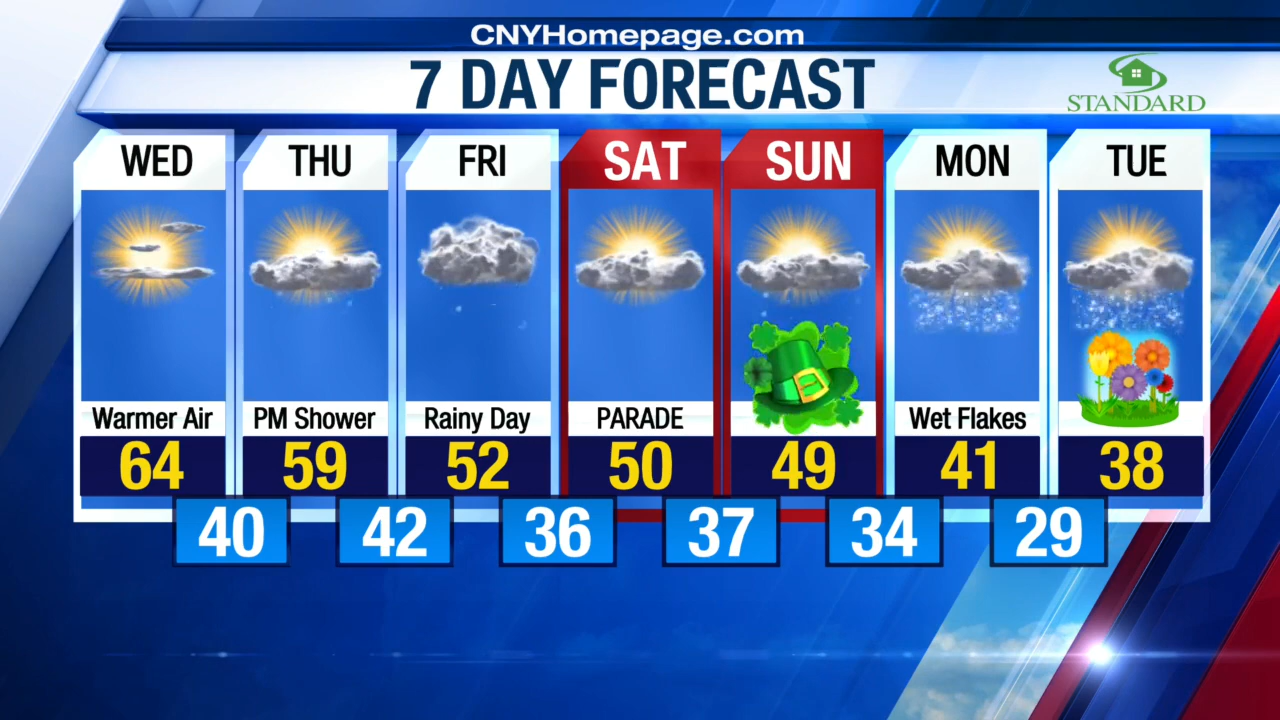 CNYHomepage.com
7 DAY FORECAST
STANDARD
WED
THU
FRI
SAT
SUN
MON
TUE
Warmer Air
PM Shower
Rainy Day
PARADE
Wet Flakes
64
59
52
50
49
41
38
40
42
36
37
34
29